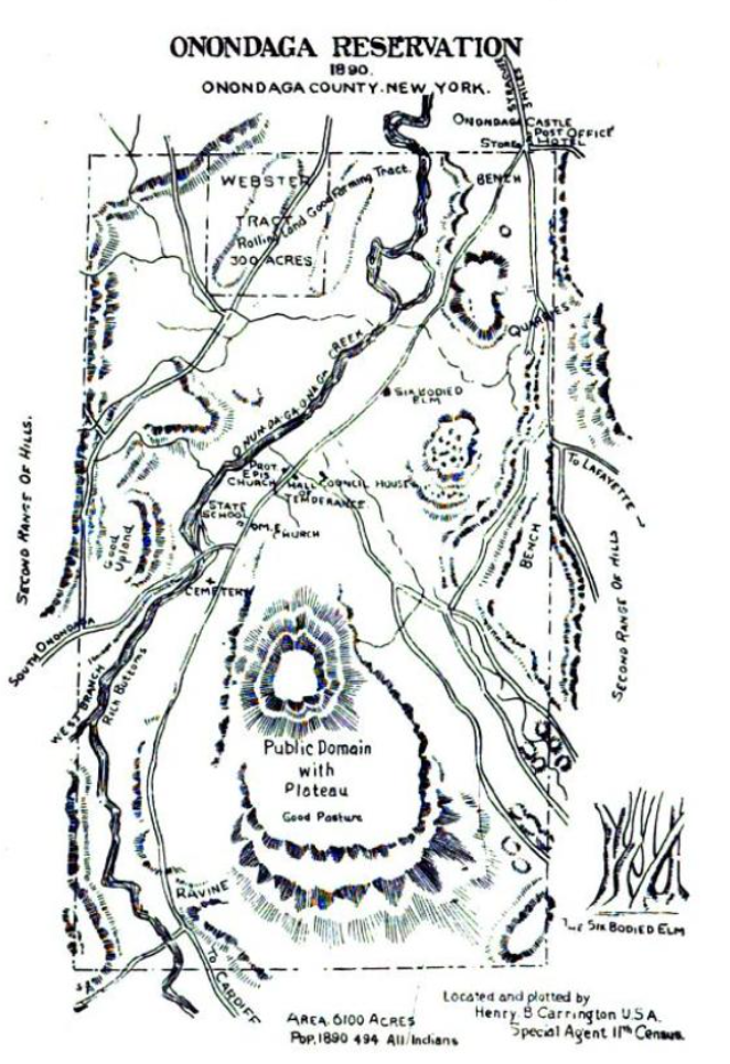 ONONDAGA RESERVATION
1890.
ONONDAGA COUNTY. NEW YORK.
SYRACUSE
MILES
ONONDAGA CASTLE
POST OFFICE
STORE
HOTEL
WEBSTER
TRACT
Rolling Land Good Farming Tract.
300 ACRES
BENCH
QUARRIES
CREEK
SIX BODIED
ELM
SECOND RANGE OF HILLS.
PROT.
EPIS
CHURCH
HALL
OF
TEMPERANCE
COUNCIL HOUSE
TO LAFAYETTE
STATE
SCHOOL
M.E.
CHURCH
Good
Upland
BENCH
CEMETERY
SOUTH ONONDAGA
SECOND RANGE OF HILLS
WEST BRANCH
Rich Bottoms
Public Domain
with
Plateau
Good Pasture
RAVINE
TO CARDIFF
THE SIX BODIED ELM
AREA. 6100 ACRES
Pop. 1890 494 All Indians
Located and plotted by
Henry. B Carrington U.S.A.
Special Agent 11th Census.